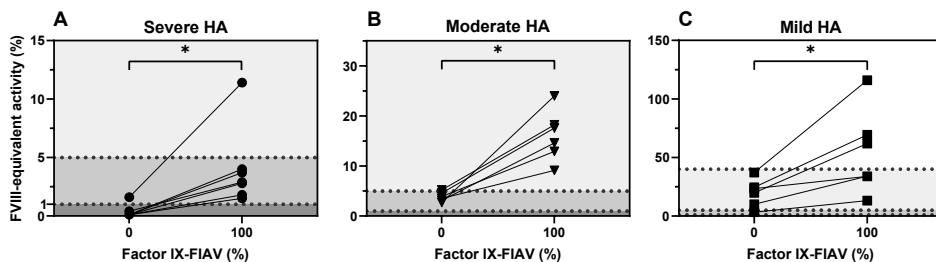 A
Severe HA
FVIII-equivalent activity (%)
15
10
5
1
0
*
0
100
Factor IX-FIAV (%)
B
Moderate HA
30
20
10
0
*
0
100
Factor IX-FIAV (%)
C
Mild HA
150
100
50
0
*
0
100
Factor IX-FIAV (%)